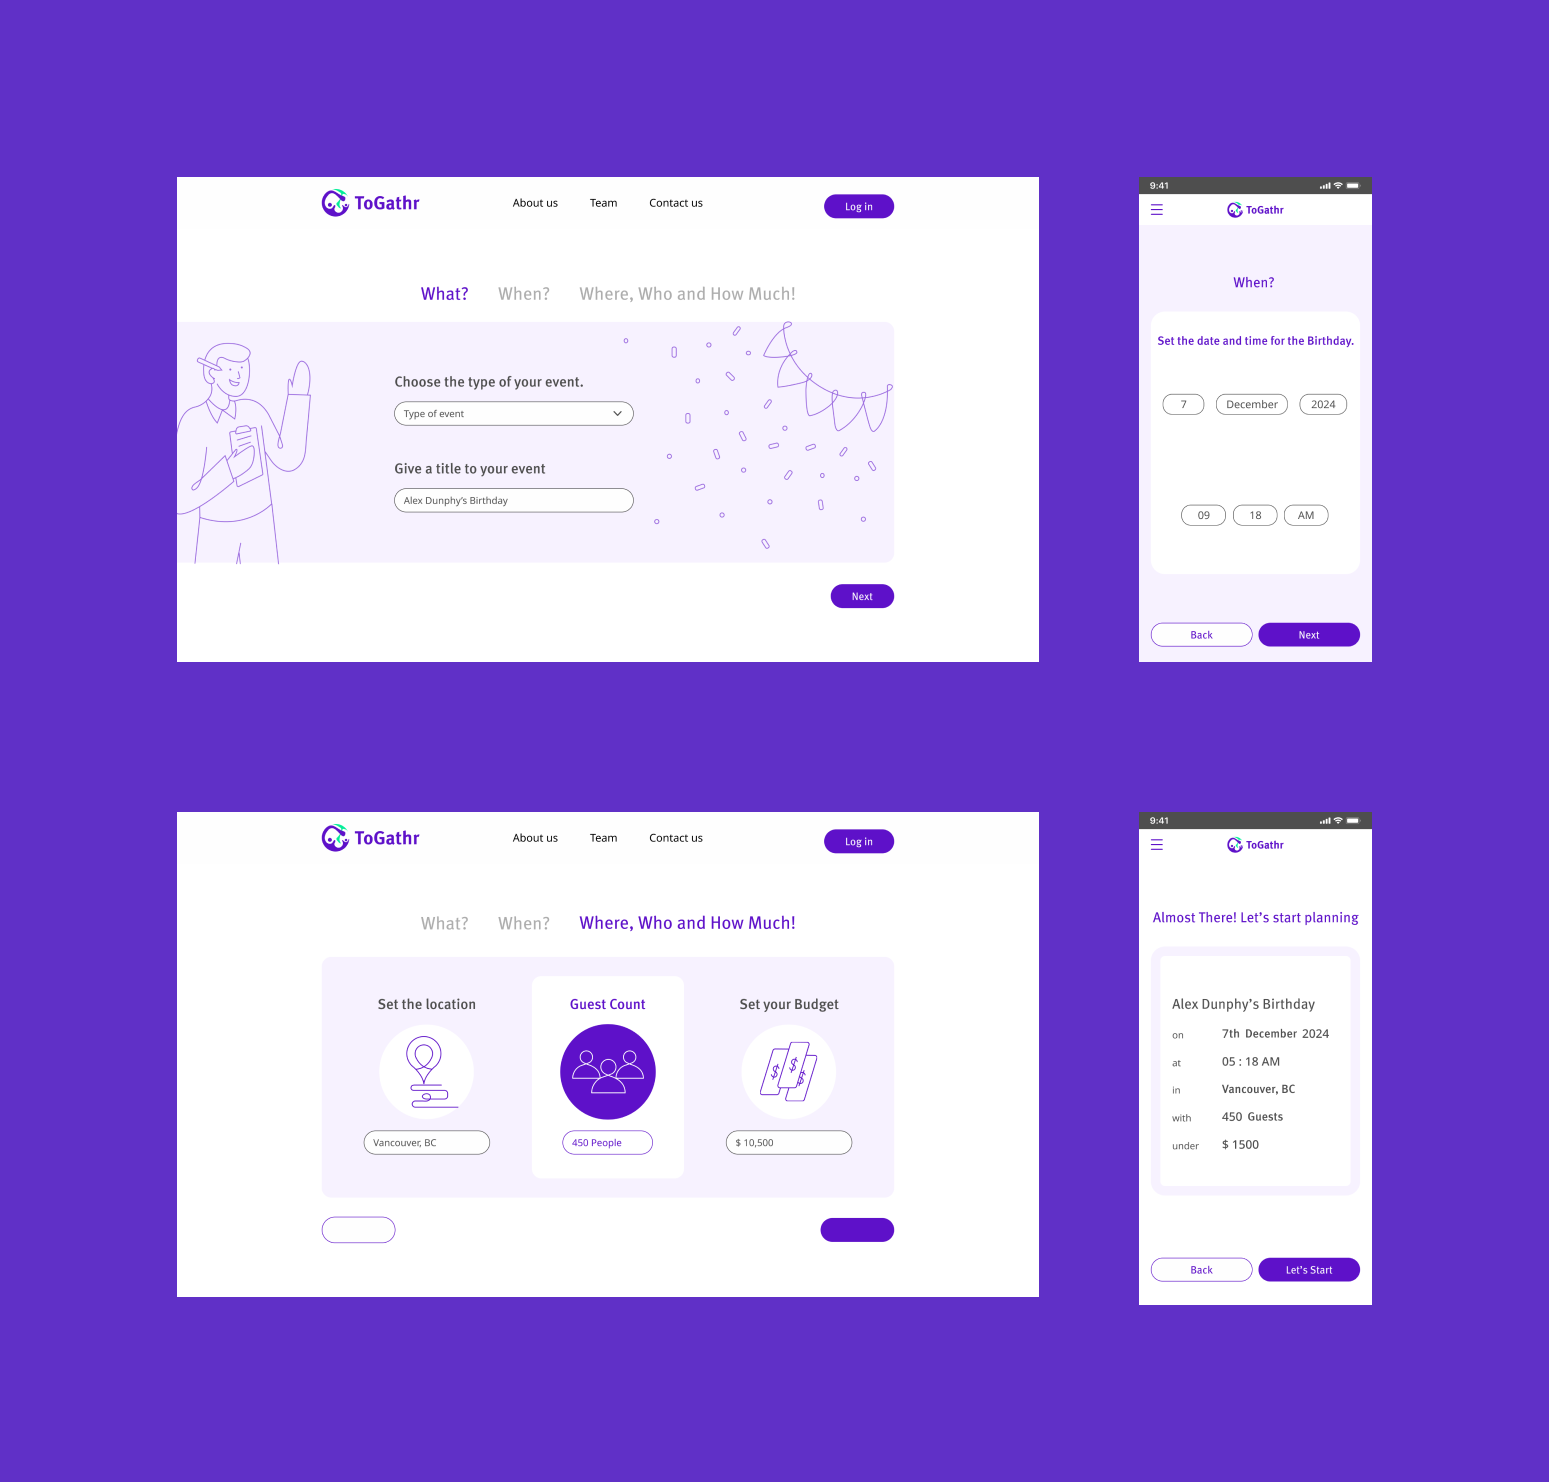 ToGathr
About us Team Contact us Log in
What? When? Where, Who and How Much!
Choose the type of your event.
Type of event
Give a title to your event
Alex Dunphy's Birthday
Next
9:41
ToGathr
When?
Set the date and time for the Birthday.
7 December 2024
09 18 AM
Back Next
ToGathr
About us Team Contact us Log in
What? When? Where, Who and How Much!
Set the location Guest Count Set your Budget
$ $ $
Vancouver, BC 450 People $ 10,500
9:41
ToGathr
Almost There! Let's start planning
Alex Dunphy's Birthday
on 7th December 2024
at 05 : 18 AM
in Vancouver, BC
with 450 Guests
under $ 1500
Back Let's Start